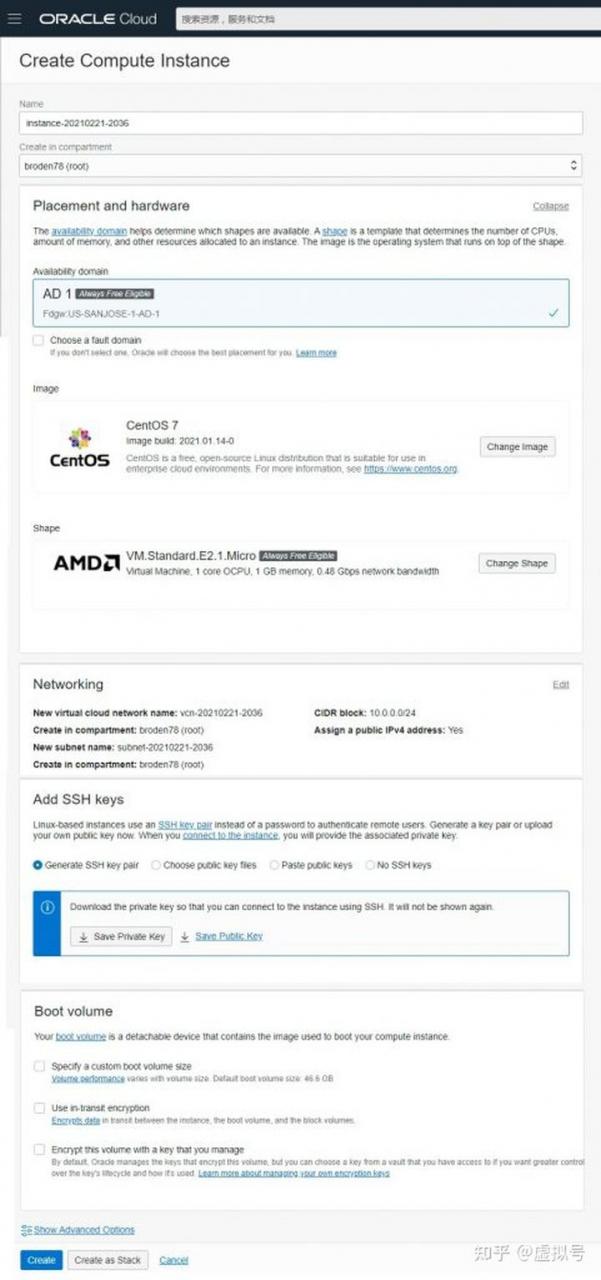 ORACLE Cloud
搜索资源，服务和文档
Create Compute Instance
Name
instance-20210221-2036
Create in compartment
broden78 (root)
Placement and hardware
Collapse
The availability domain helps determine which shapes are available. A shape is a template that determines the number of CPUs,
amount of memory, and other resources allocated to an instance. The image is the operating system that runs on top of the shape.
Availability domain
AD 1 Always Free Eligible
Fdgw:US-SANJOSE-1-AD-1
Choose a fault domain
If you don't select one, Oracle will choose the best placement for you. Learn more
Image
CentOS
CentOS 7
Image build: 2021.01.14-0
CentOS is a free, open-source Linux distribution that is suitable for use in
enterprise cloud environments. For more information, see https://www.centos.org.
Change Image
Shape
AMD
VM.Standard.E2.1.Micro Always Free Eligible
Virtual Machine, 1 core OCPU, 1 GB memory, 0.48 Gbps network bandwidth
Change Shape
Networking
Edit
New virtual cloud network name: vcn-20210221-2036
Create in compartment: broden78 (root)
New subnet name: subnet-20210221-2036
Create in compartment: broden78 (root)
CIDR block: 10.0.0.0/24
Assign a public IPv4 address: Yes
Add SSH keys
Linux-based instances use an SSH key pair instead of a password to authenticate remote users. Generate a key pair or upload
your own public key now. When you connect to the instance, you will provide the associated private key.
Generate SSH key pair Choose public key files Paste public keys No SSH keys
Download the private key so that you can connect to the instance using SSH. It will not be shown again.
Save Private Key Save Public Key
Boot volume
Your boot volume is a detachable device that contains the image used to boot your compute instance.
Specify a custom boot volume size
Volume performance varies with volume size. Default boot volume size: 46.6 GB
Use in-transit encryption
Encrypts data in transit between the instance, the boot volume, and the block volumes.
Encrypt this volume with a key that you manage
By default, Oracle manages the keys that encrypt this volume, but you can choose a key from a vault that you have access to if you want greater control
over the key's lifecycle and how it's used. Learn more about managing your own encryption keys
Show Advanced Options
Create Create as Stack Cancel
知乎 @虚拟号